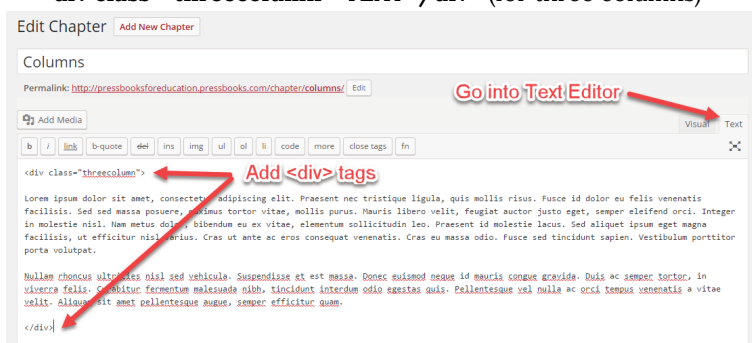 Edit Chapter Add New Chapter
Columns
Permalink: http://pressbooksforeducation.pressbooks.com/chapter/columns/ Edit
Go into Text Editor
Add Media
Visual Text
b i link b-quote del ins img ul ol li code more close tags fn
<div class="threecolumn">
Add <div> tags
Lorem ipsum dolor sit amet, consectetur adipiscing elit. Praesent nec tristique ligula, quis mollis risus. Fusce id dolor eu felis venenatis
facilisis. Sed sed massa posuere, maximus tortor vitae, mollis purus. Mauris libero velit, feugiat auctor justo eget, semper eleifend orci. Integer
in molestie nisl. Nam metus dolor, bibendum eu ex vitae, elementum sollicitudin leo. Praesent id molestie lacus. Sed aliquet ipsum eget magna
facilisis, ut efficitur nisl varius. Cras ut ante ac eros consequat venenatis. Cras eu massa odio. Fusce sed tincidunt sapien. Vestibulum porttitor
porta volutpat.
Nullam rhoncus ultricies nisl sed vehicula. Suspendisse et est massa. Donec euismod neque id mauris congue gravida. Duis ac semper tortor, in
viverra felis. Curabitur fermentum malesuada nibh, tincidunt interdum odio egestas quis. Pellentesque vel nulla ac orci tempus venenatis a vitae
velit. Aliquam sit amet pellentesque augue, semper efficitur quam.
</div>